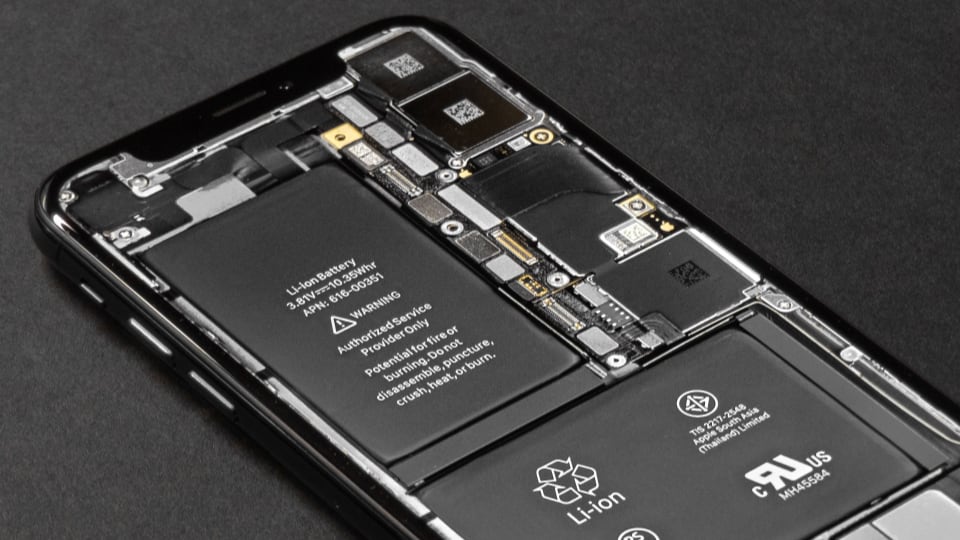 Li-ion Battery
3.81V⎓10.35Whr
APN: 616-00351
WARNING
Authorized Service
Provider Only
Potential for fire or
burning. Do not
disassemble, puncture,
crush, heat, or burn.
TIS 2217-2548
Apple South Asia
(Thailand) Limited
Li-ion
c RU US
MH45584
PS